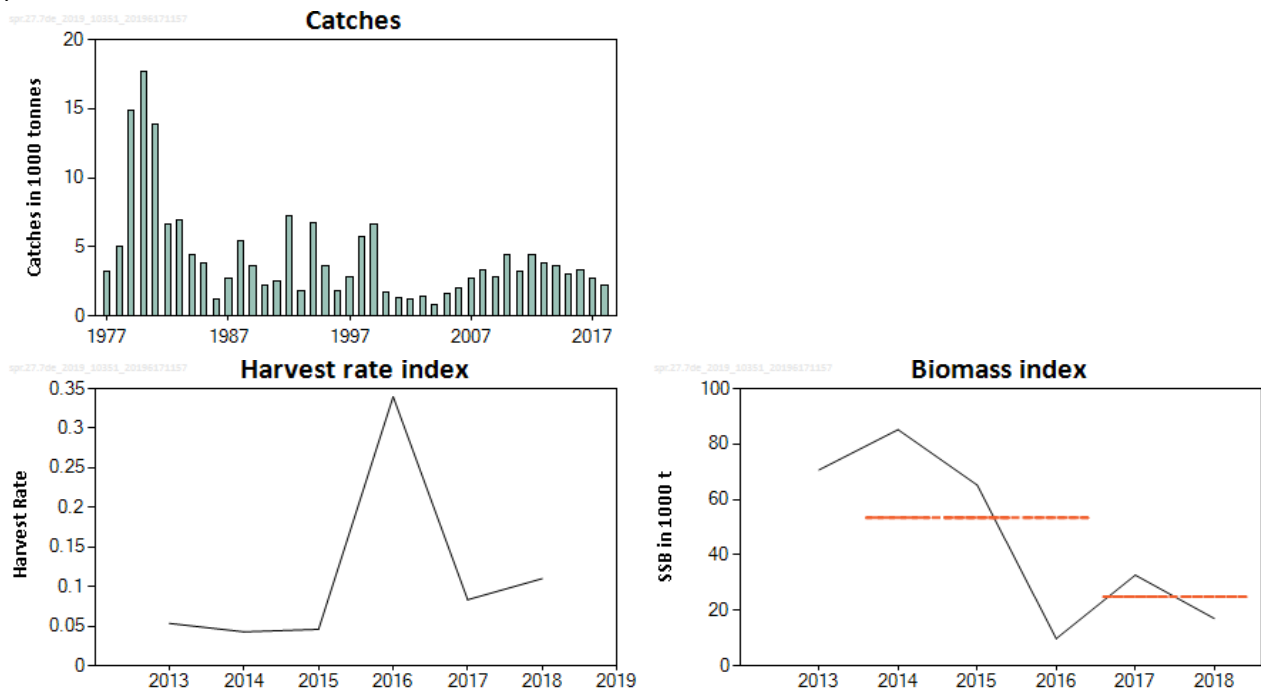 spr.27.7de_2019_10351_20196171157
Catches
20
15
10
5
0
Catches in 1000 tonnes
1977 1987 1997 2007 2017
spr.27.7de_2019_10351_20196171157
Harvest rate index
0.35
0.3
0.25
0.2
0.15
0.1
0.05
0
Harvest Rate
2013 2014 2015 2016 2017 2018 2019
spr.27.7de_2019_10351_20196171157
Biomass index
100
80
60
40
20
0
SSB in 1000 t
2013 2014 2015 2016 2017 2018